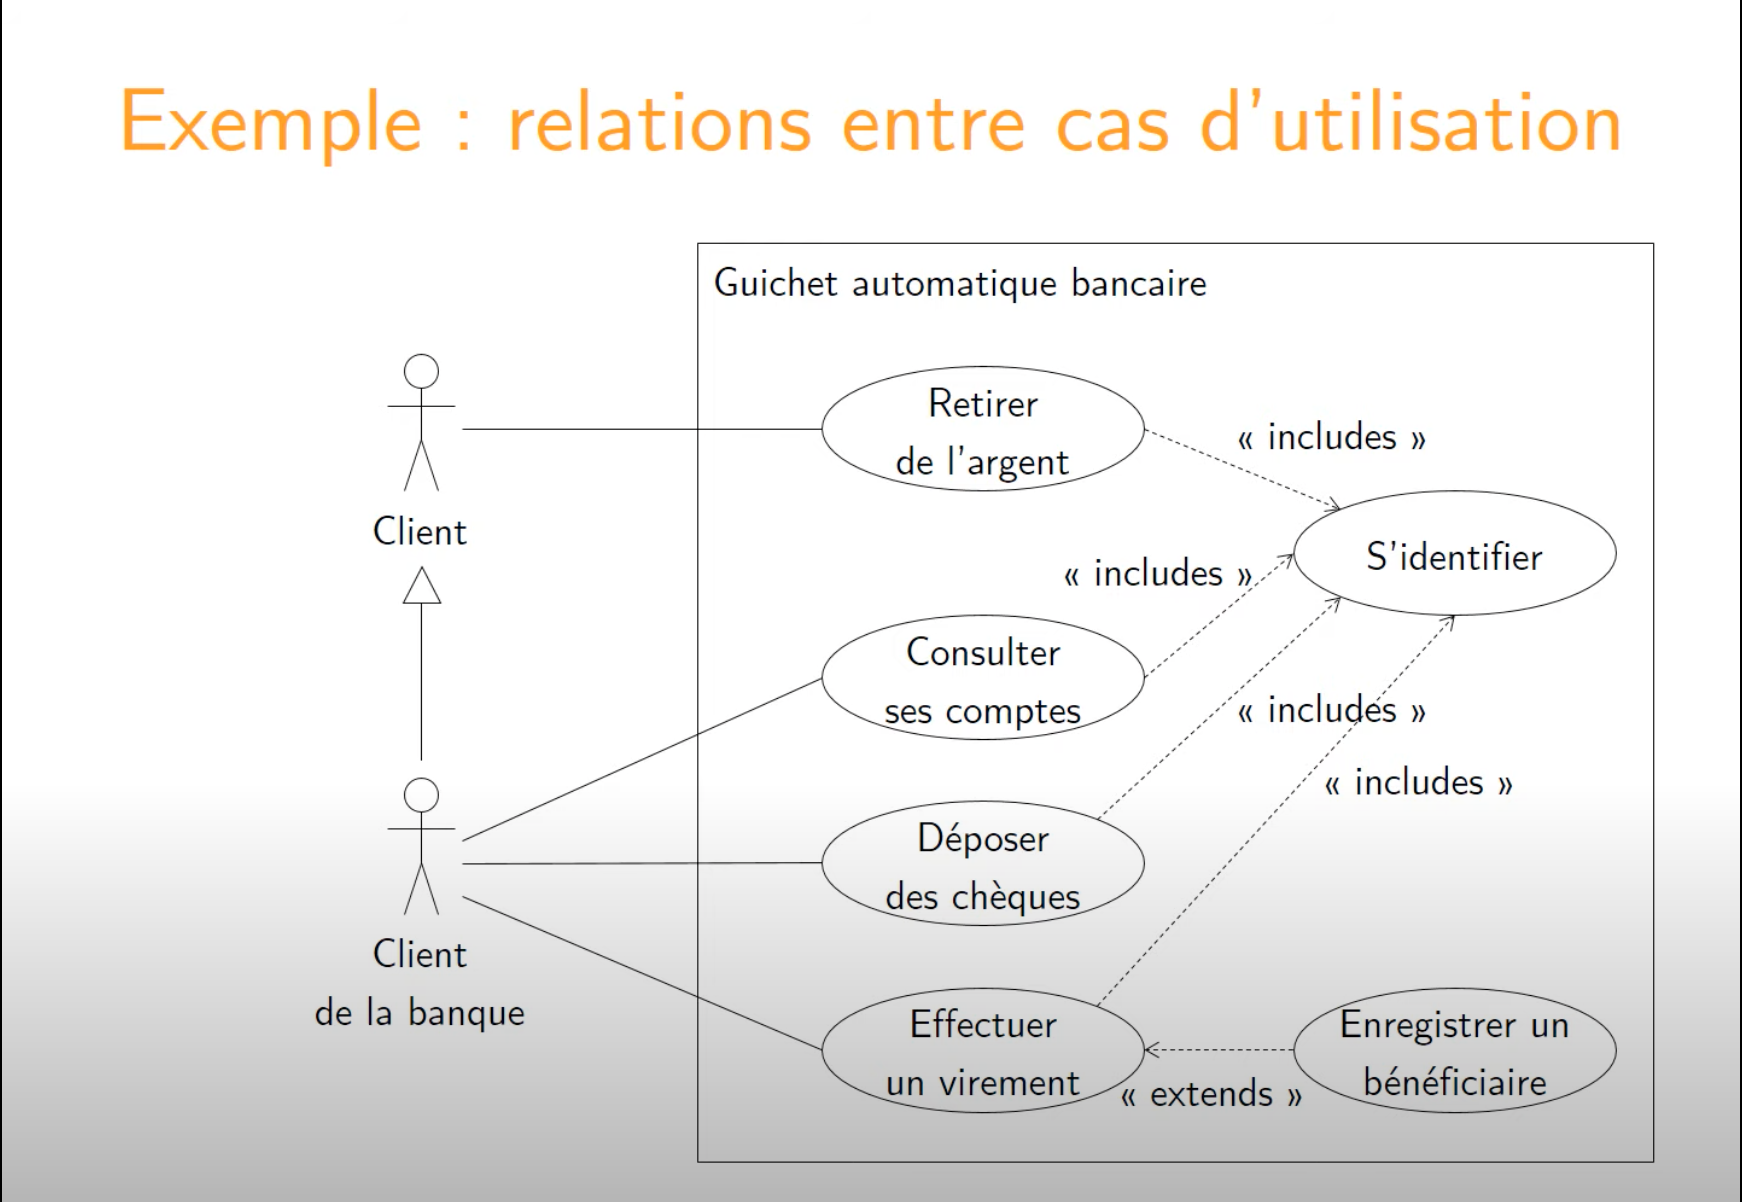 Exemple : relations entre cas d'utilisation
Guichet automatique bancaire
Retirer
de l'argent
« includes »
Client
S'identifier
« includes »
Consulter
ses comptes
« includes »
« includes »
Déposer
des chèques
Client
de la banque
Effectuer
un virement
« extends »
Enregistrer un
bénéficiaire